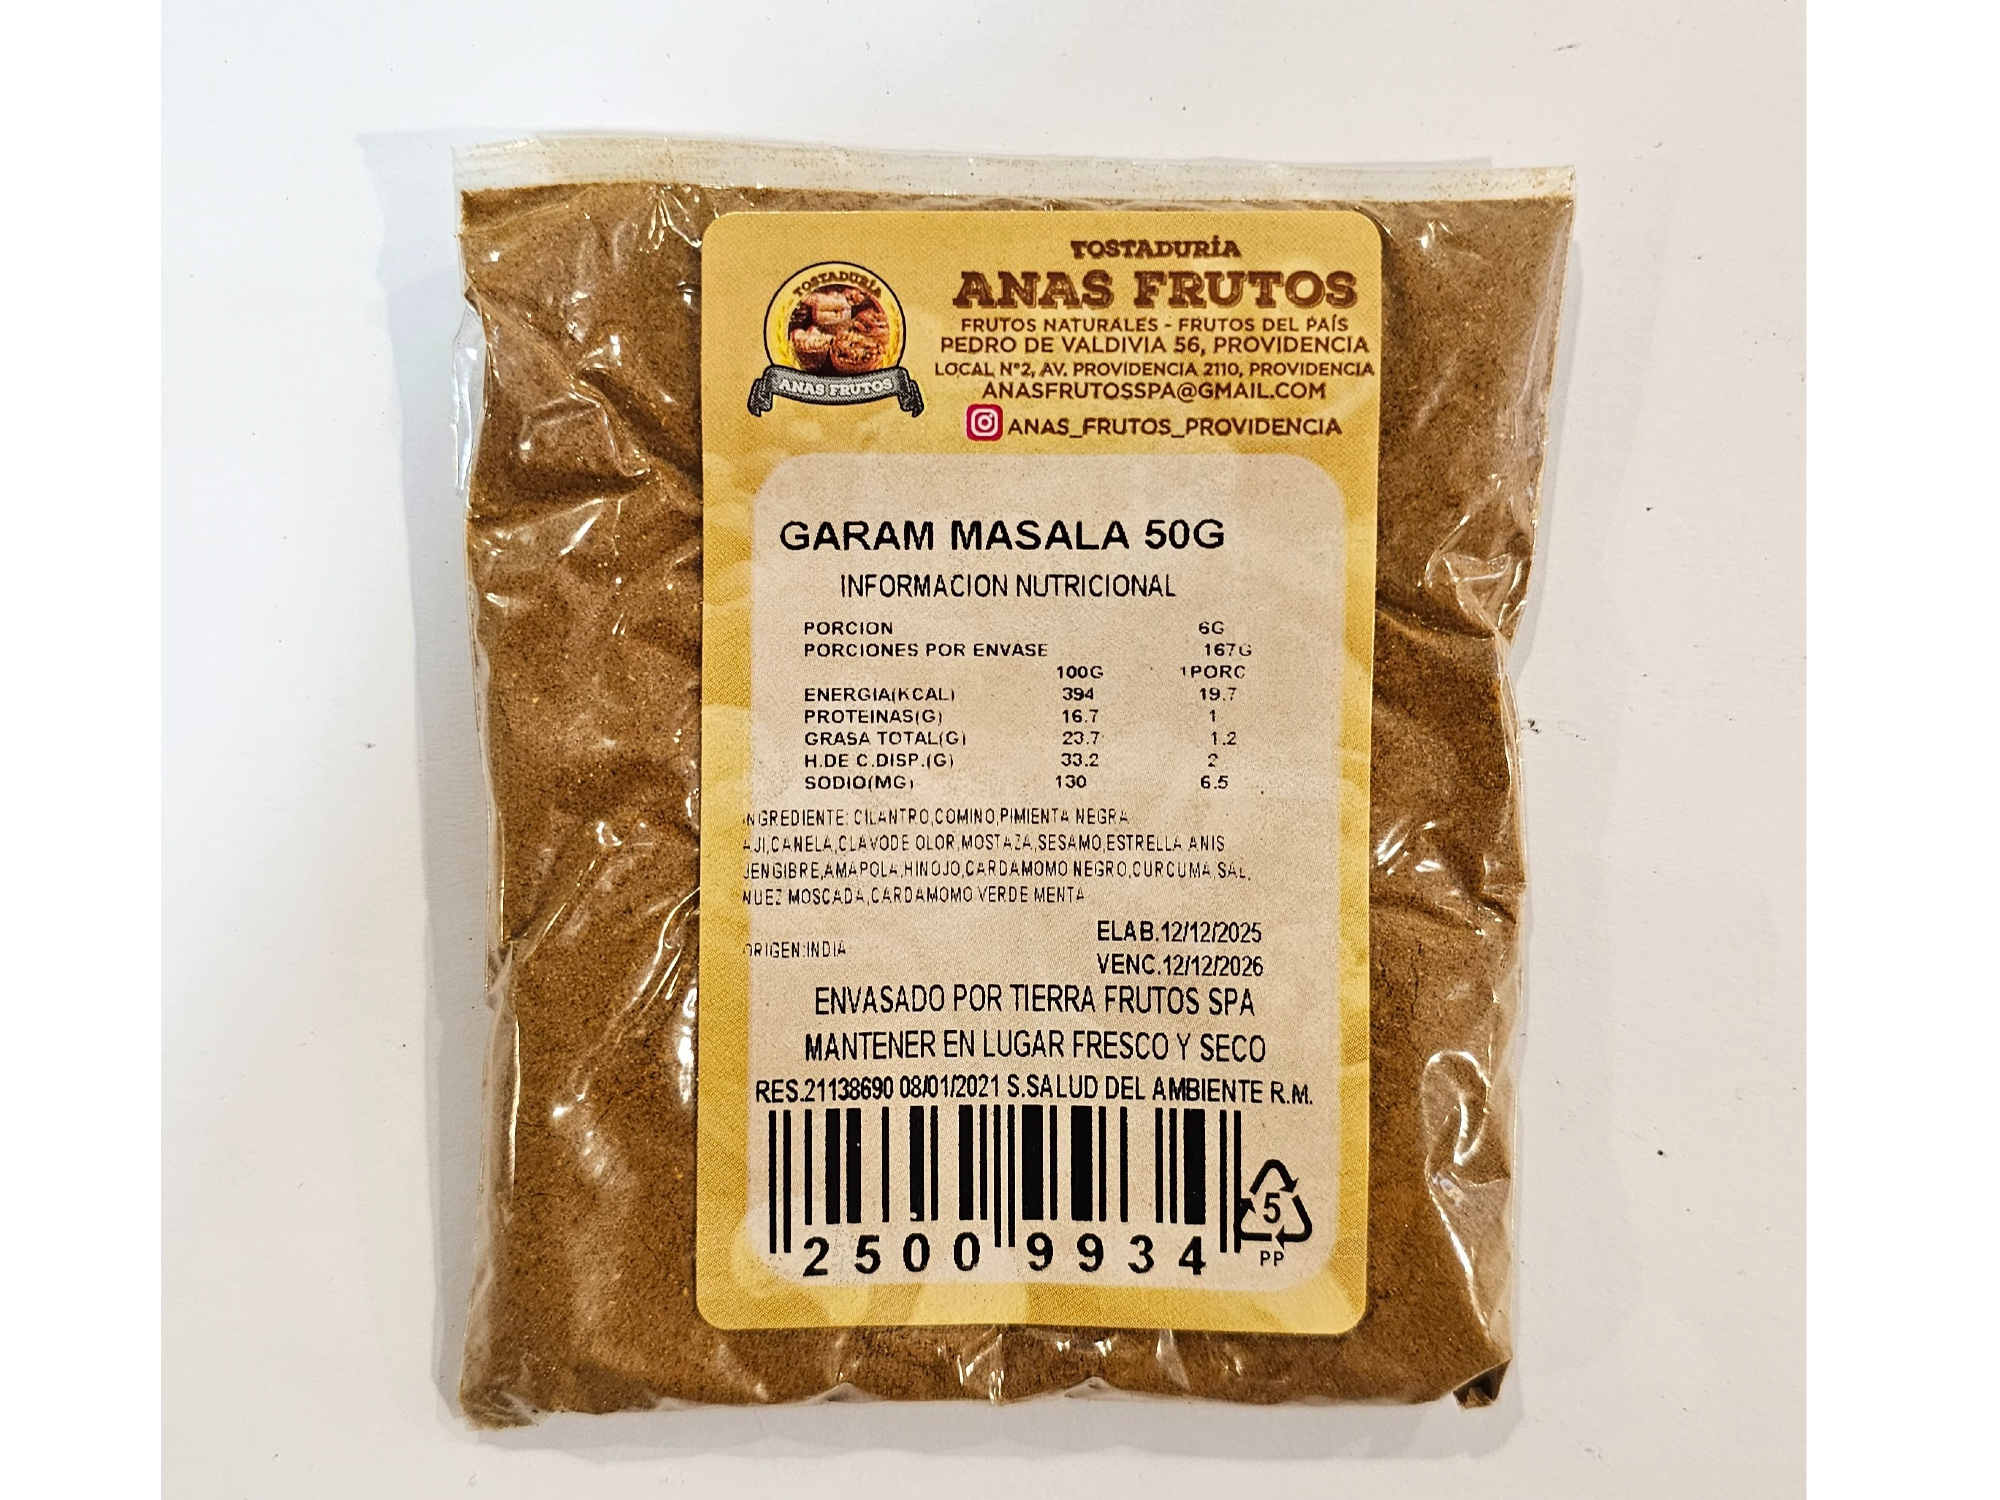 TOSTADURÍA
ANAS FRUTOS
TOSTADURÍA
ANAS FRUTOS
FRUTOS NATURALES - FRUTOS DEL PAÍS
PEDRO DE VALDIVIA 56, PROVIDENCIA
LOCAL N°2, AV. PROVIDENCIA 2110, PROVIDENCIA
ANASFRUTOSSPA@GMAIL.COM
ANAS_FRUTOS_PROVIDENCIA
GARAM MASALA 50G
INFORMACION NUTRICIONAL
PORCION 6G
PORCIONES POR ENVASE 167G
100G 1PORC
ENERGIA(KCAL) 394 19.7
PROTEINAS(G) 16.7 1
GRASA TOTAL(G) 23.7 1.2
H.DE C.DISP.(G) 33.2 2
SODIO(MG) 130 6.5
INGREDIENTE: CILANTRO,COMINO,PIMIENTA NEGRA
AJI,CANELA,CLAVODE OLOR,MOSTAZA,SESAMO,ESTRELLA ANIS
JENGIBRE,AMAPOLA,HINOJO,CARDAMOMO NEGRO,CURCUMA,SAL,
NUEZ MOSCADA,CARDAMOMO VERDE MENTA
ELAB.12/12/2025
ORIGEN:INDIA
VENC.12/12/2026
ENVASADO POR TIERRA FRUTOS SPA
MANTENER EN LUGAR FRESCO Y SECO
RES.21138690 08/01/2021 S.SALUD DEL AMBIENTE R.M.
2500 9934
5
PP